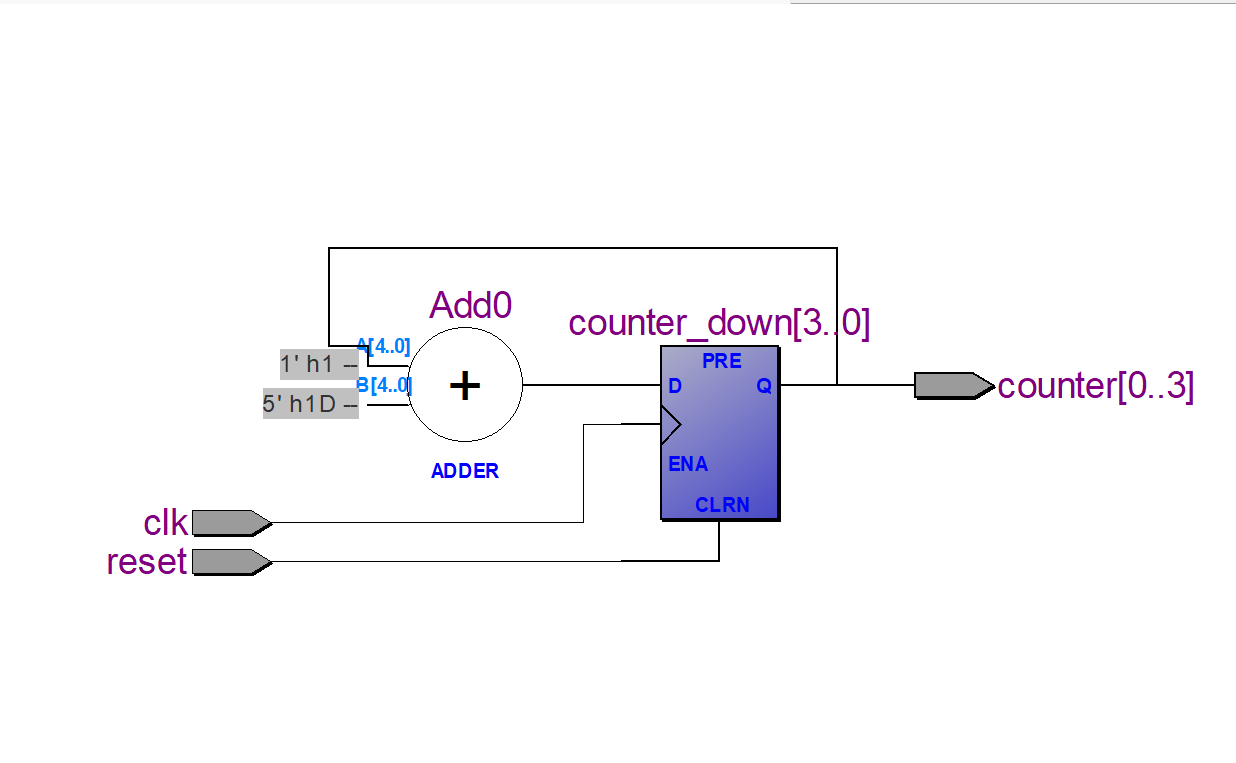 Add0
counter_down[3..0]
A[4..0]
1' h1 --
B[4..0]
5' h1D --
+
PRE
D
Q
ENA
CLRN
counter[0..3]
ADDER
clk
reset